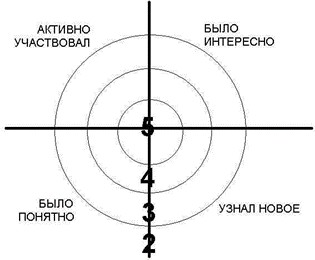 АКТИВНО
УЧАСТВОВАЛ
БЫЛО
ИНТЕРЕСНО
5
4
3
2
БЫЛО
ПОНЯТНО
УЗНАЛ НОВОЕ